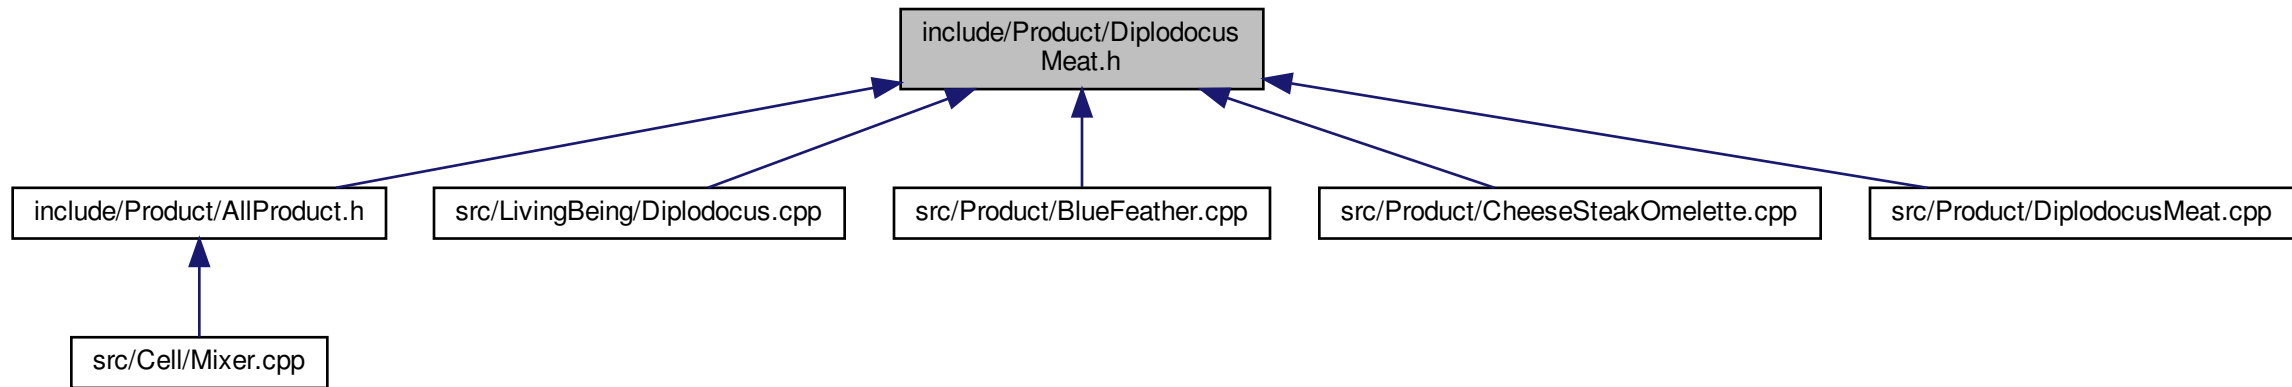 include/Product/Diplodocus
Meat.h
include/Product/AllProduct.h
src/LivingBeing/Diplodocus.cpp
src/Product/BlueFeather.cpp
src/Product/CheeseSteakOmelette.cpp
src/Product/DiplodocusMeat.cpp
src/Cell/Mixer.cpp